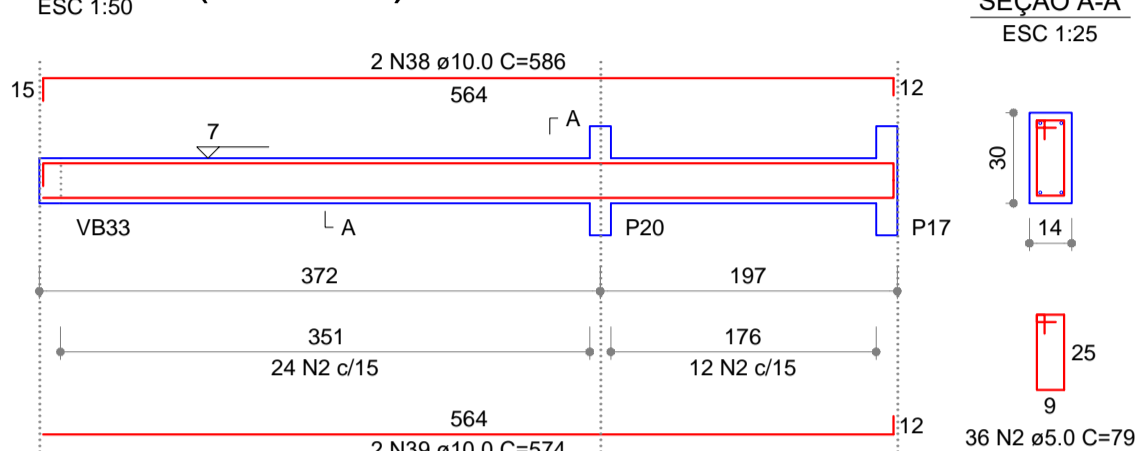 ESC 1:50
SEÇÃO A-A
ESC 1:25
2 N38 ø10.0 C=586
15
564
12
A
7
30
VB33
A
P20
P17
14
372
197
351
176
24 N2 c/15
12 N2 c/15
25
9
564
12
2 N39 ø10.0 C=574
36 N2 ø5.0 C=79